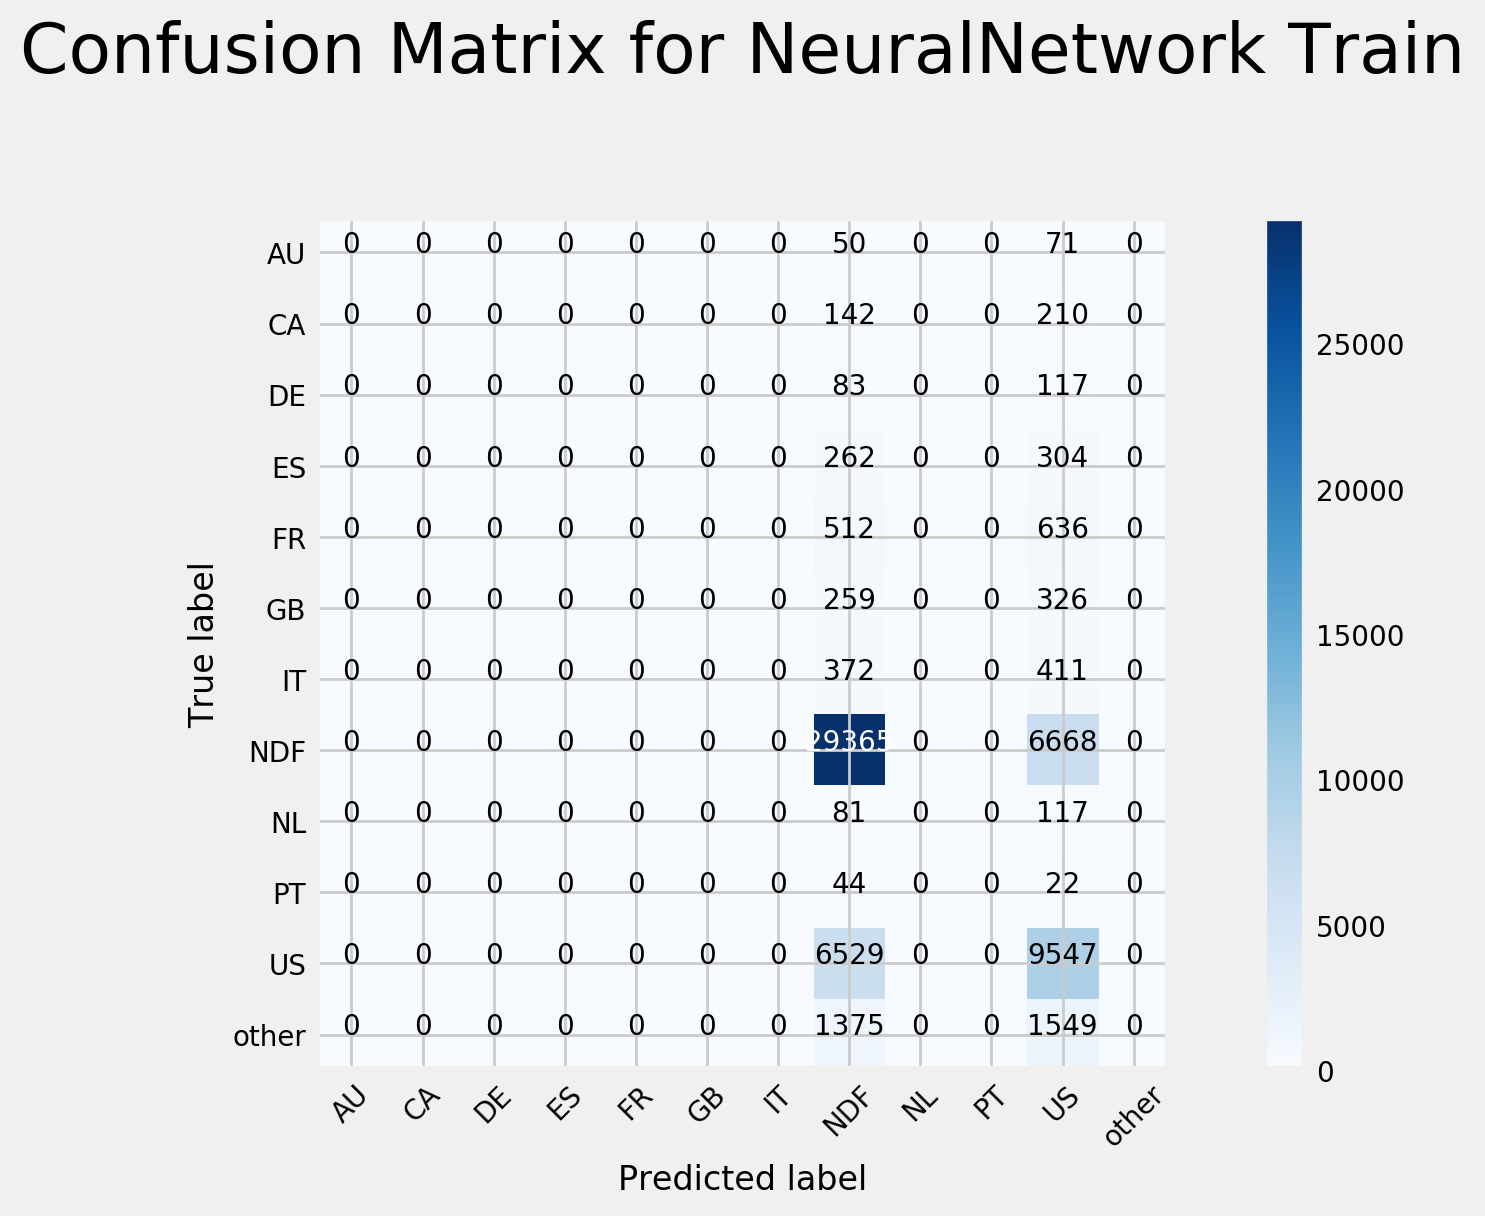 Confusion Matrix for NeuralNetwork Train
AU 0 0 0 0 0 0 0 50 0 0 71 0
CA 0 0 0 0 0 0 0 142 0 0 210 0
DE 0 0 0 0 0 0 0 83 0 0 117 0
ES 0 0 0 0 0 0 0 262 0 0 304 0
FR 0 0 0 0 0 0 0 512 0 0 636 0
GB 0 0 0 0 0 0 0 259 0 0 326 0
IT 0 0 0 0 0 0 0 372 0 0 411 0
NDF 0 0 0 0 0 0 0 29365 0 0 6668 0
NL 0 0 0 0 0 0 0 81 0 0 117 0
PT 0 0 0 0 0 0 0 44 0 0 22 0
US 0 0 0 0 0 0 0 6529 0 0 9547 0
other 0 0 0 0 0 0 0 1375 0 0 1549 0
AU CA DE ES FR GB IT NDF NL PT US other
True label
Predicted label
25000
20000
15000
10000
5000
0